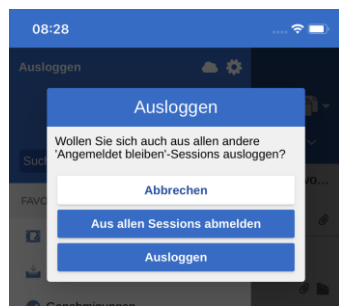 08:28
Ausloggen
Ausloggen
Wollen Sie sich auch aus allen andere
'Angemeldet bleiben'-Sessions ausloggen?
Abbrechen
Aus allen Sessions abmelden
Ausloggen
Genehmigungen